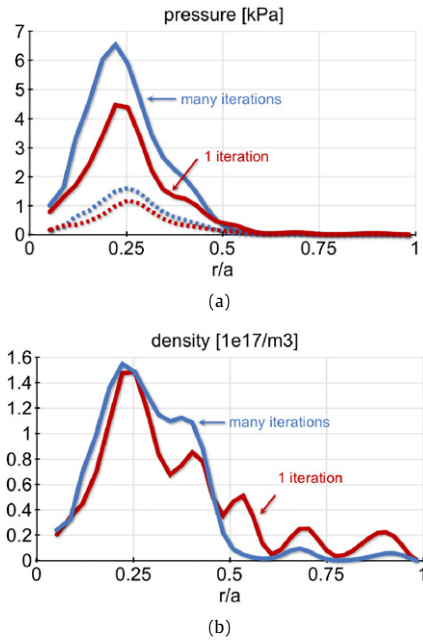 pressure [kPa]
7
6
5
4
3
2
1
0
many iterations
1 iteration
0 0.25 0.5 0.75 1
r/a
(a)
density [1e17/m3]
1.6
1.4
1.2
1
0.8
0.6
0.4
0.2
0
many iterations
1 iteration
0 0.25 0.5 0.75 1
r/a
(b)